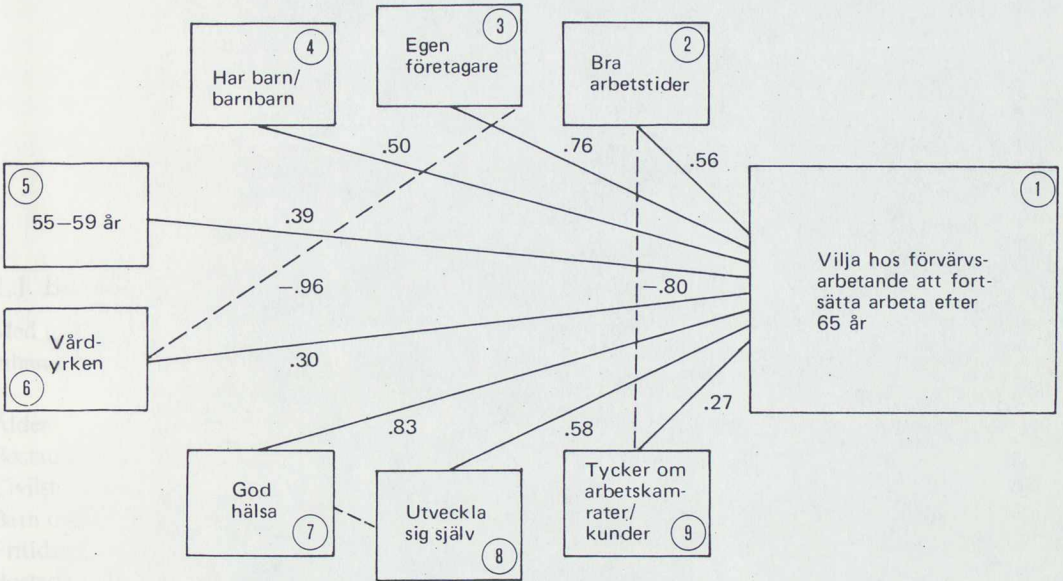 4
Har barn/
barnbarn
3
Egen
företagare
2
Bra
arbetstider
.50
.76
.56
5
55–59 år
.39
1
Vilja hos förvärvs-
arbetande att fort-
sätta arbeta efter
65 år
–.96
–.80
Vård-
yrken
6
.30
.83
.58
.27
God
hälsa
7
Utveckla
sig själv
8
Tycker om
arbetskam-
rater/
kunder
9